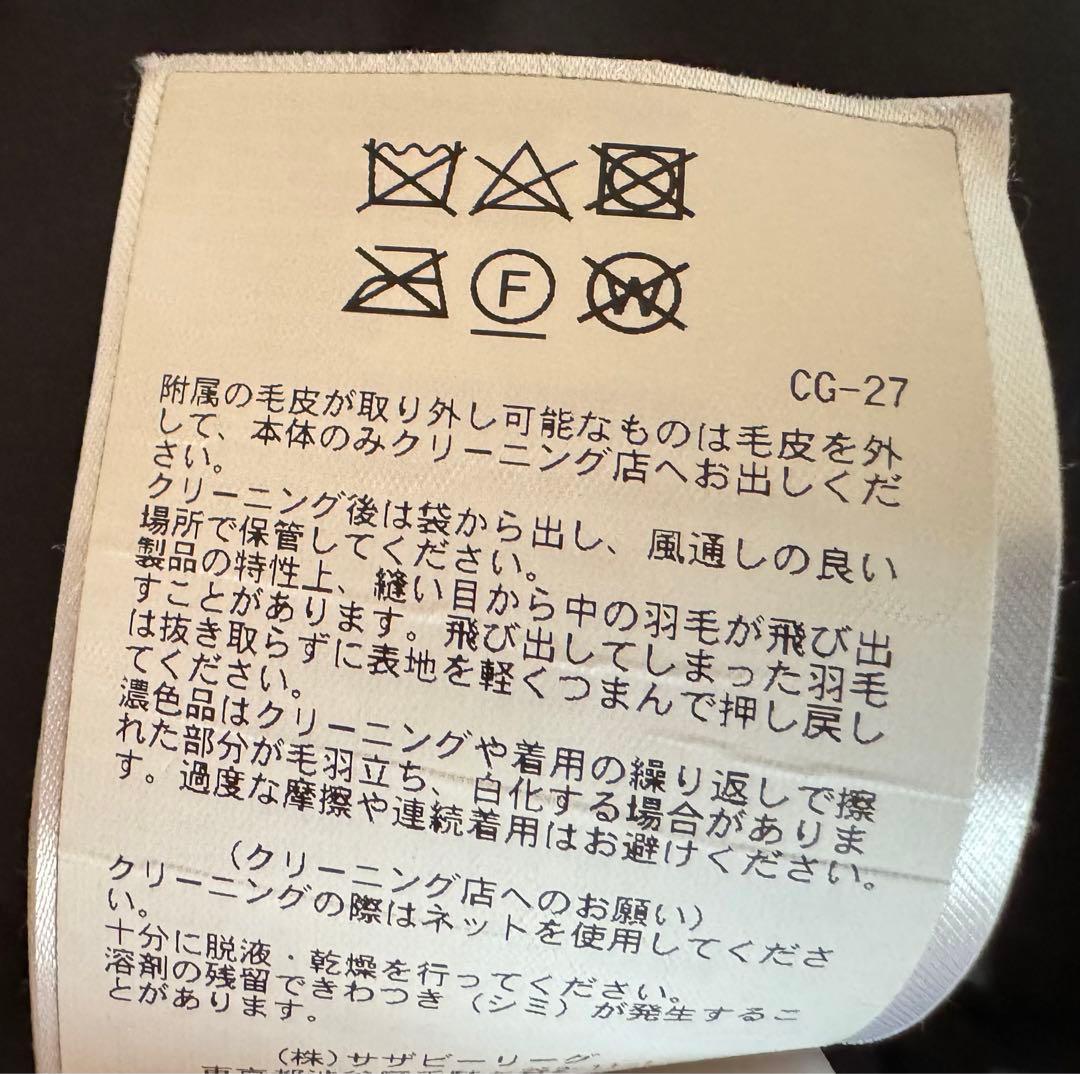 F W
CG-27
附属の毛皮が取り外し可能なものは毛皮を外
して、本体のみクリーニング店へお出しくだ
さい。
クリーニング後は袋から出し、風通しの良い
場所で保管してください。
製品の特性上、縫い目から中の羽毛が飛び出
すことがあります。飛び出してしまった羽毛
は抜き取らずに表地を軽くつまんで押し戻し
てください。
濃色品はクリーニングや着用の繰り返しで擦
れた部分が毛羽立ち、白化する場合がありま
す。過度な摩擦や連続着用はお避けください。
(クリーニング店へのお願い)
クリーニングの際はネットを使用してくださ
い。
十分に脱液・乾燥を行ってください。
溶剤の残留できわつき(シミ)が発生するこ
とがあります。
(株)サザビーリーグ